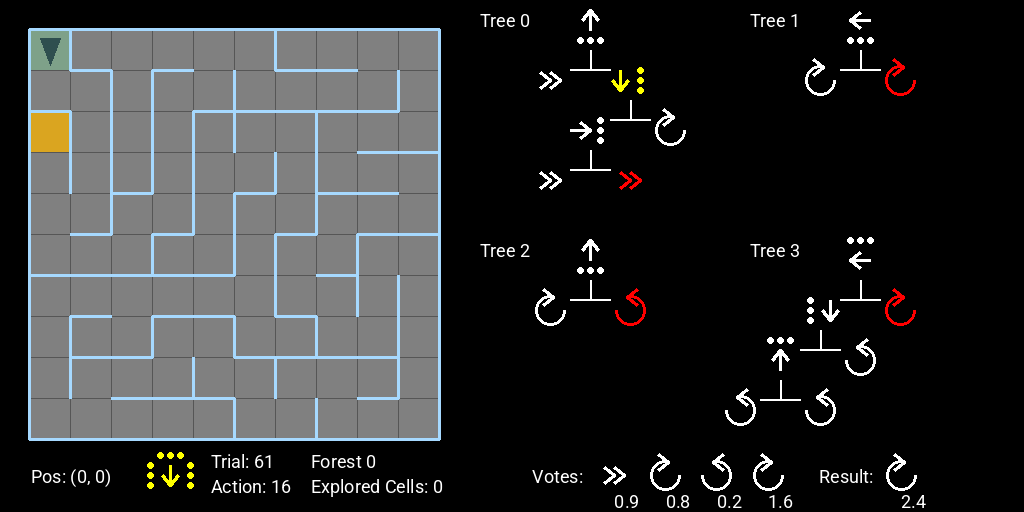 Tree 0
Tree 1
Tree 2
Tree 3
Pos: (0, 0)
Trial: 61
Forest 0
Action: 16
Explored Cells: 0
Votes:
Result:
0.9
0.8
0.2
1.6
2.4